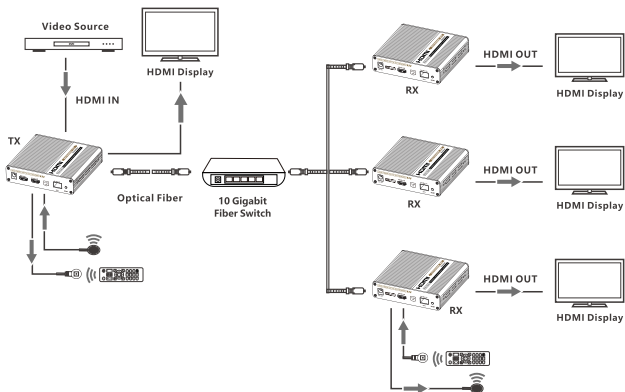 Video Source
HDMI Display
HDMI IN
TX
Optical Fiber
10 Gigabit
Fiber Switch
RX
HDMI OUT
HDMI Display
RX
HDMI OUT
HDMI Display
RX
HDMI OUT
HDMI Display